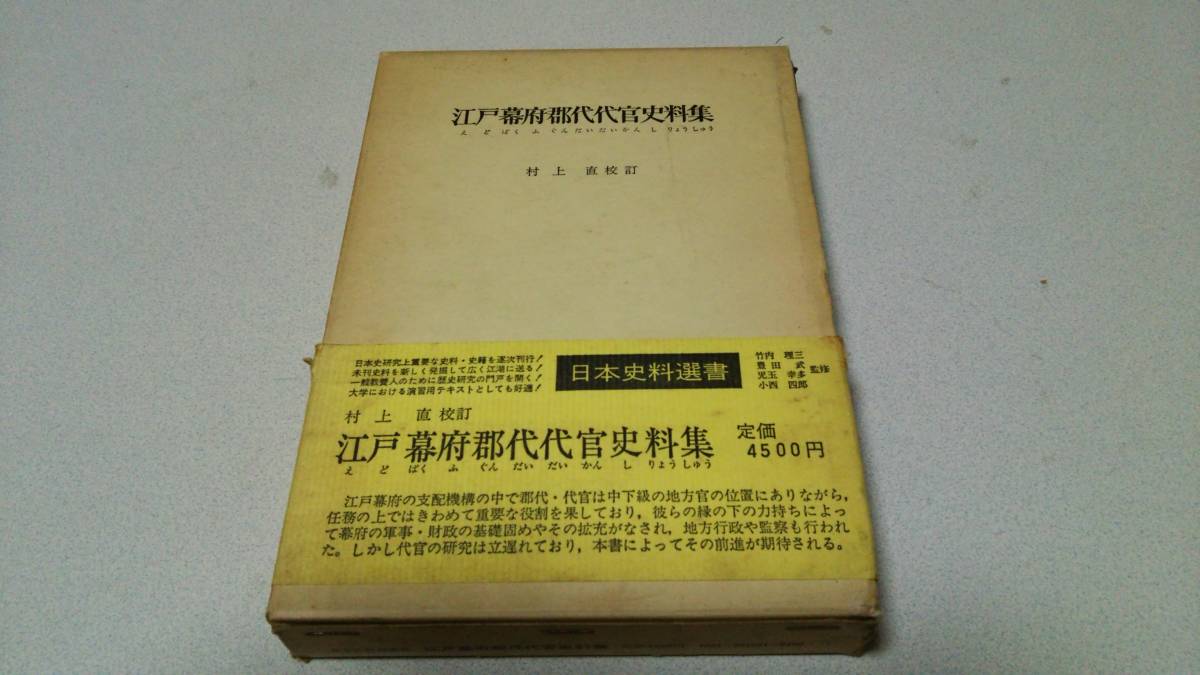 江戸幕府郡代代官史料集
え ど ばく ふ ぐん だい だい かん し りょう しゅう
村上 直校訂
日本史研究上重要な史料・史籍を逐次刊行!
未刊史料を新しく発掘して広く江湖に送る!
一般教養人のために歴史研究の門戸を開く!
大学における演習用テキストとしても好適!
日本史料選書
竹内 理三
豊田 武
児玉 幸多
小西 四郎
監修
村上 直校訂
江戸幕府郡代代官史料集
え ど ばく ふ ぐん だい だい かん し りょう しゅう
定価
4500円
江戸幕府の支配機構の中で郡代・代官は中下級の地方官の位置にありながら,
任務の上ではきわめて重要な役割を果しており,彼らの縁の下の力持ちによっ
て幕府の軍事・財政の基礎固めやその拡充がなされ,地方行政や監察も行われ
た。しかし代官の研究は立遅れており,本書によってその前進が期待される。
江戸幕府郡代代官史料集